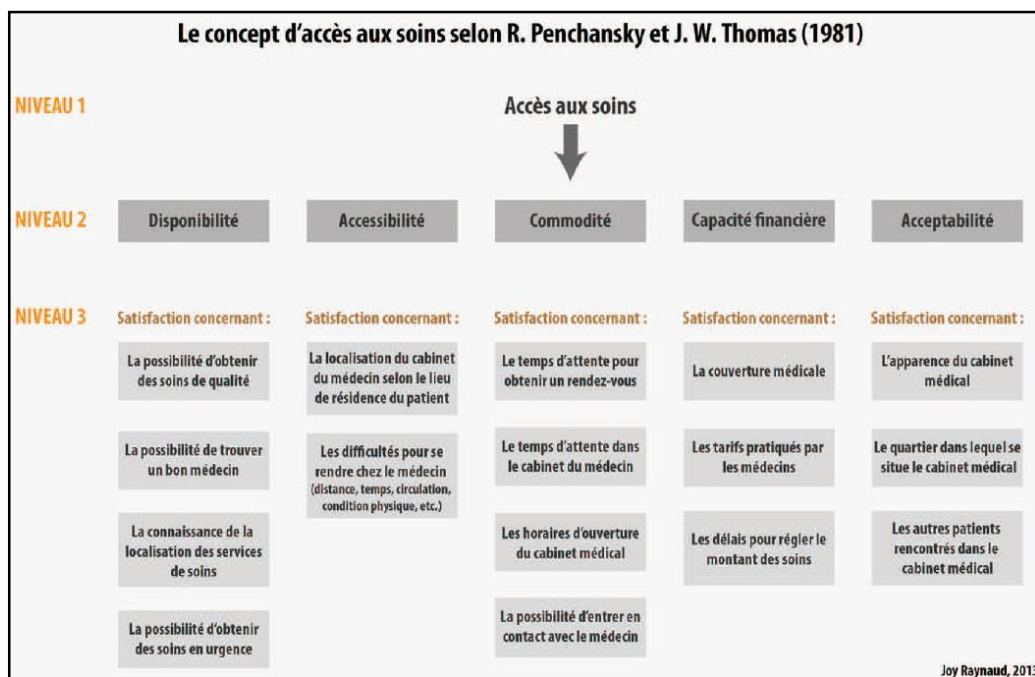 Le concept d'accès aux soins selon R. Penchansky et J. W. Thomas (1981)
NIVEAU 1
Accès aux soins
NIVEAU 2
Disponibilité
Accessibilité
Commodité
Capacité financière
Acceptabilité
NIVEAU 3
Satisfaction concernant :
La possibilité d'obtenir
des soins de qualité
La possibilité de trouver
un bon médecin
La connaissance de la
localisation des services
de soins
La possibilité d'obtenir
des soins en urgence
Satisfaction concernant :
La localisation du cabinet
du médecin selon le lieu
de résidence du patient
Les difficultés pour se
rendre chez le médecin
(distance, temps, circulation,
condition physique, etc.)
Satisfaction concernant :
Le temps d'attente pour
obtenir un rendez-vous
Le temps d'attente dans
le cabinet du médecin
Les horaires d'ouverture
du cabinet médical
La possibilité d'entrer en
contact avec le médecin
Satisfaction concernant :
La couverture médicale
Les tarifs pratiqués par
les médecins
Les délais pour régler le
montant des soins
Satisfaction concernant :
L'apparence du cabinet
médical
Le quartier dans lequel se
situe le cabinet médical
Les autres patients
rencontrés dans le
cabinet médical
Joy Raynaud, 2013